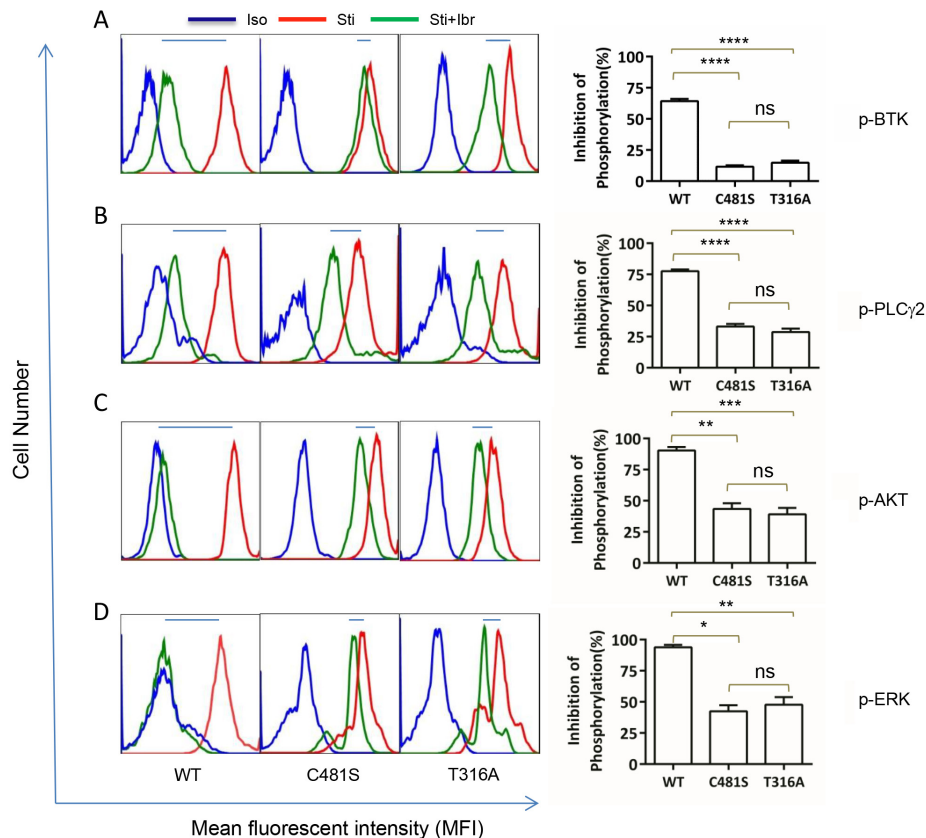 A
Iso Sti Sti+Ibr
Inhibition of
Phosphorylation(%)
100
75
50
25
0
****
****
ns
WT C481S T316A
p-BTK
B
Inhibition of
Phosphorylation(%)
100
75
50
25
0
****
****
ns
WT C481S T316A
p-PLCγ2
C
Inhibition of
Phosphorylation(%)
100
75
50
25
0
***
**
ns
WT C481S T316A
p-AKT
D
Inhibition of
Phosphorylation(%)
100
75
50
25
0
**
*
ns
WT C481S T316A
p-ERK
Cell Number
WT C481S T316A
Mean fluorescent intensity (MFI)